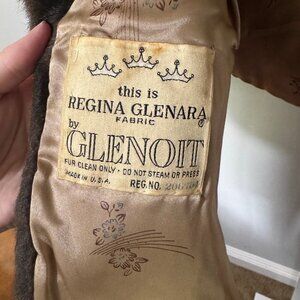 this is
REGINA GLENARA
FABRIC
by
GLENOIT
FUR CLEAN ONLY - DO NOT STEAM OR PRESS
MADE IN U.S.A. REG. NO.